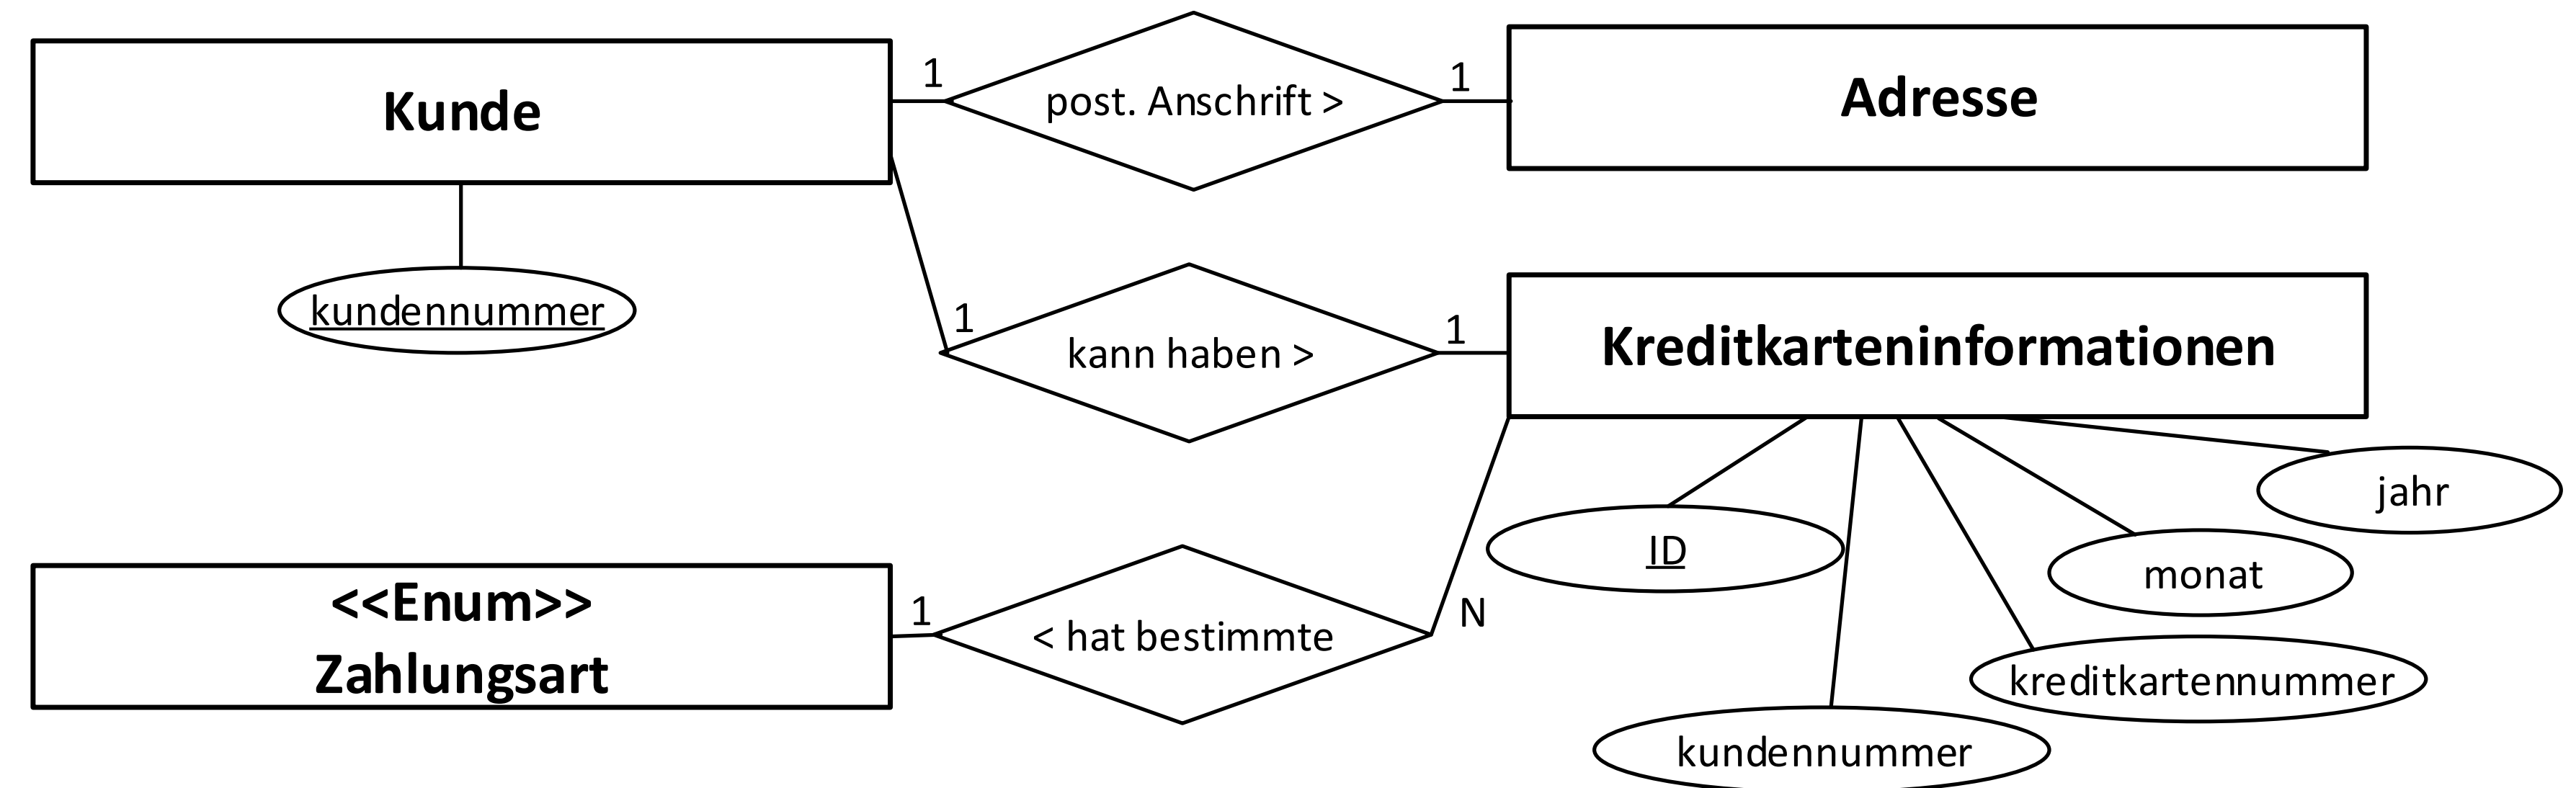 Kunde
1
post. Anschrift >
1
Adresse
kundennummer
1
kann haben >
1
Kreditkarteninformationen
<<Enum>>
Zahlungsart
1
< hat bestimmte
N
ID
jahr
monat
kreditkartennummer
kundennummer